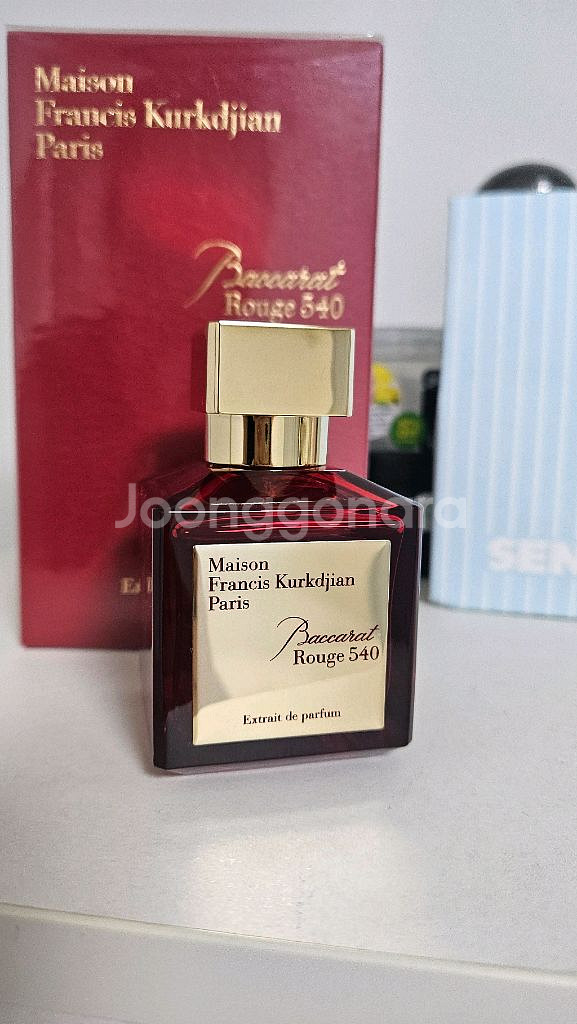 Maison
Francis Kurkdjian
Paris
Baccarat
Rouge 540
Joonggonara
Maison
Francis Kurkdjian
Paris
Baccarat
Rouge 540
Extrait de parfum
SEN